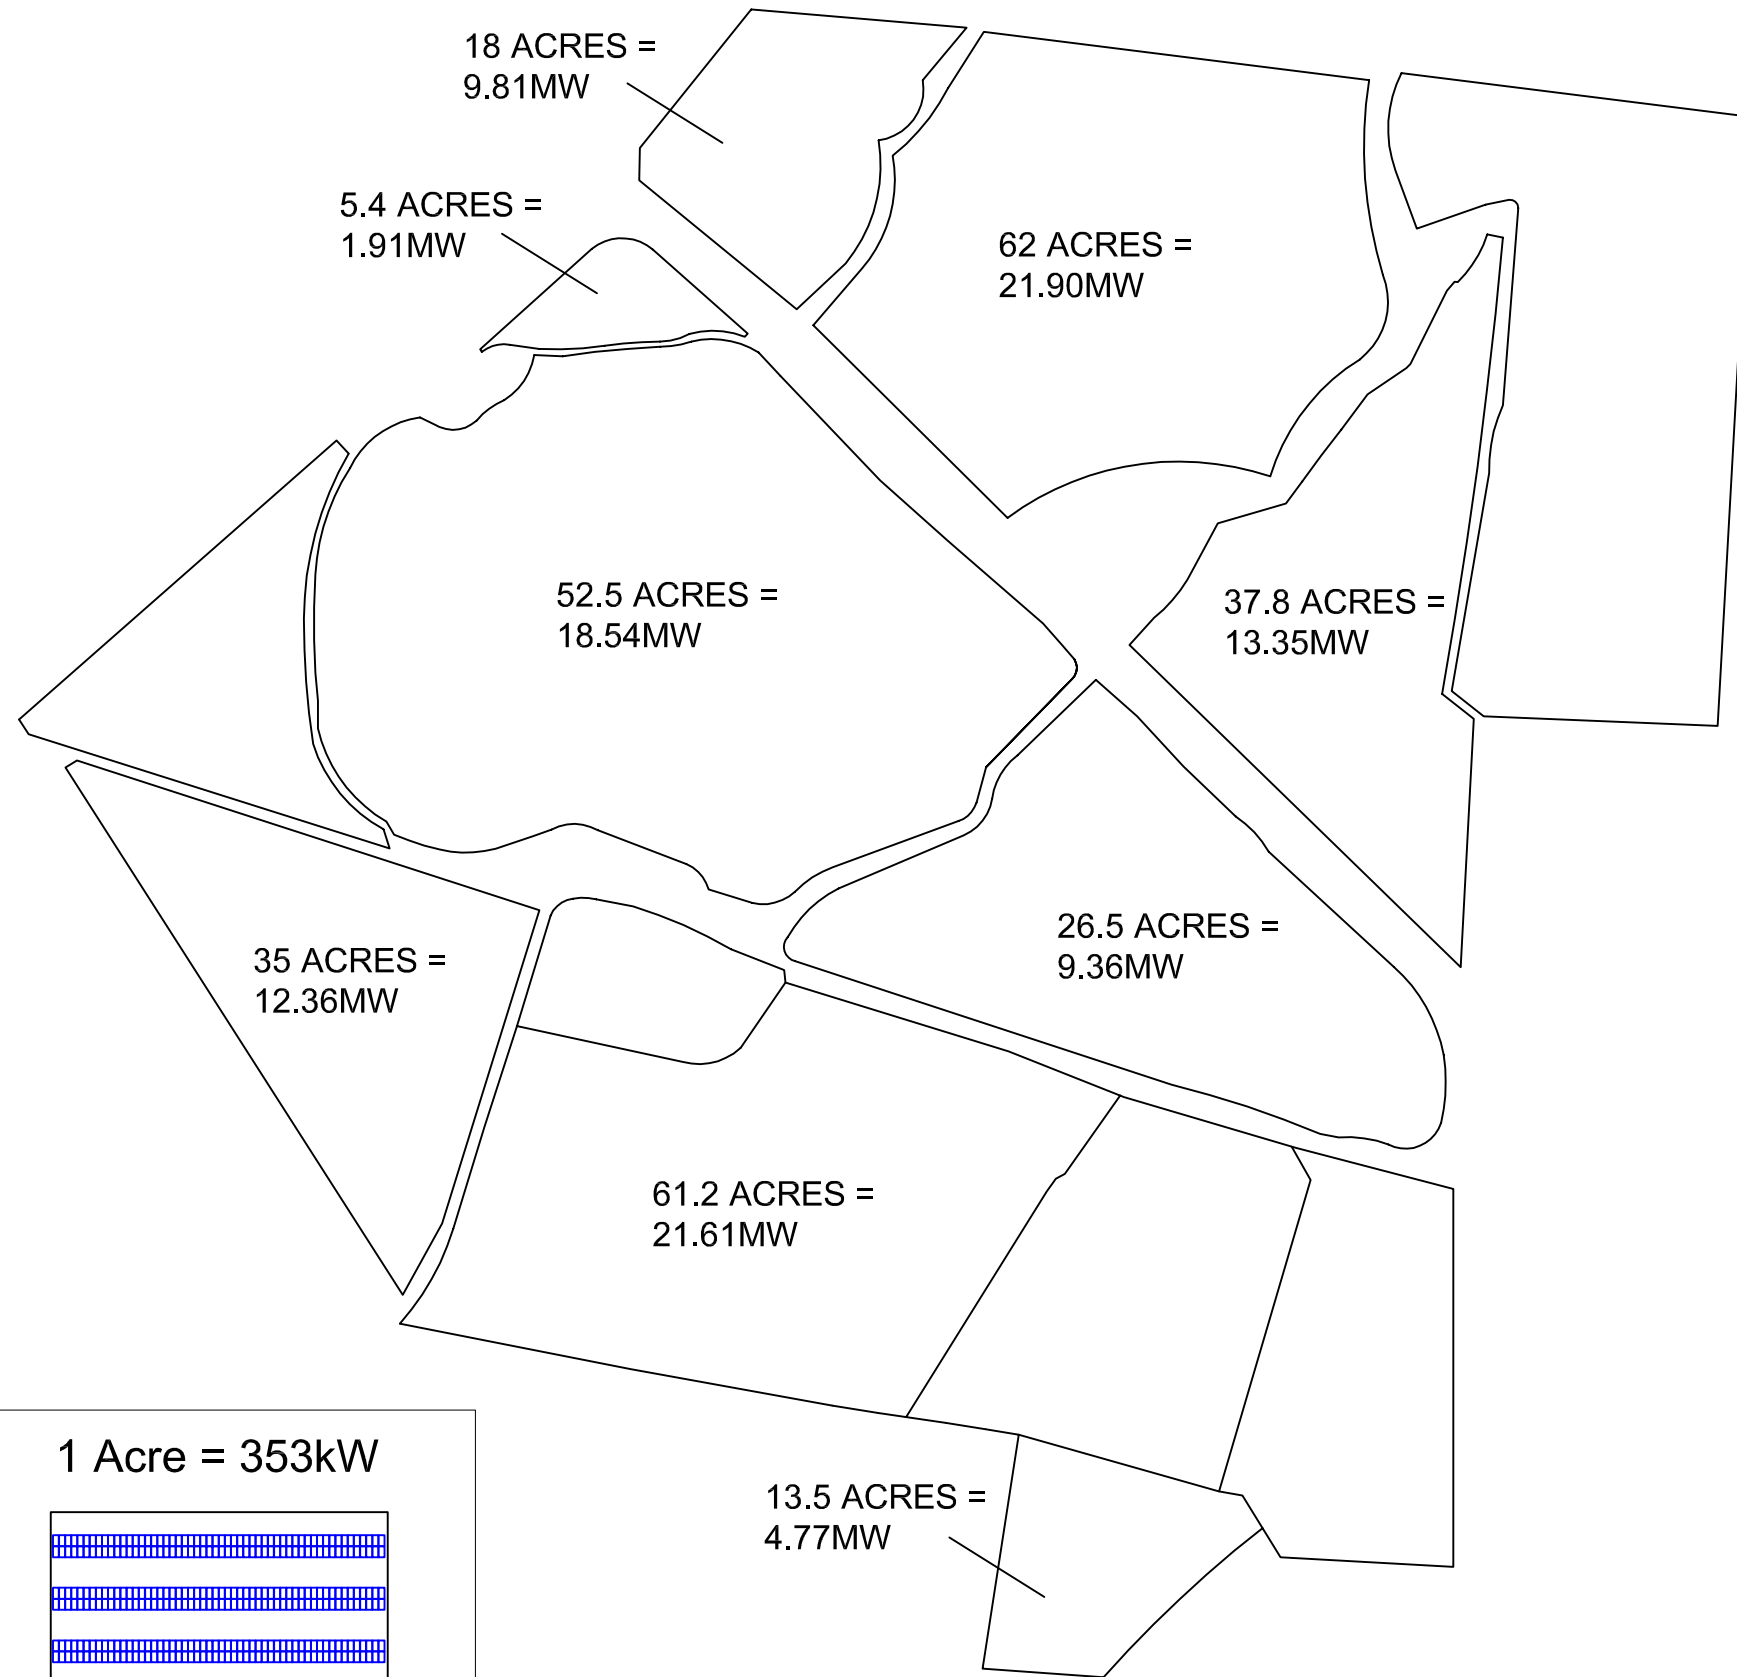 18 ACRES =
9.81MW
5.4 ACRES =
1.91MW
62 ACRES =
21.90MW
52.5 ACRES =
18.54MW
37.8 ACRES =
13.35MW
35 ACRES =
12.36MW
26.5 ACRES =
9.36MW
61.2 ACRES =
21.61MW
1 Acre = 353kW
13.5 ACRES =
4.77MW